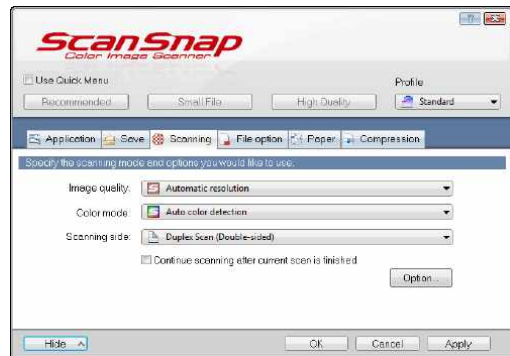 ScanSnap
Color Image Scanner
Use Quick Menu
Profile
Recommended Small File High Quality Standard
Application Save Scanning File option Paper Compression
Specify the scanning mode and options you would like to use.
Image quality: Automatic resolution
Color mode: Auto color detection
Scanning side: Duplex Scan (Double-sided)
Continue scanning after current scan is finished
Option...
Hide OK Cancel Apply